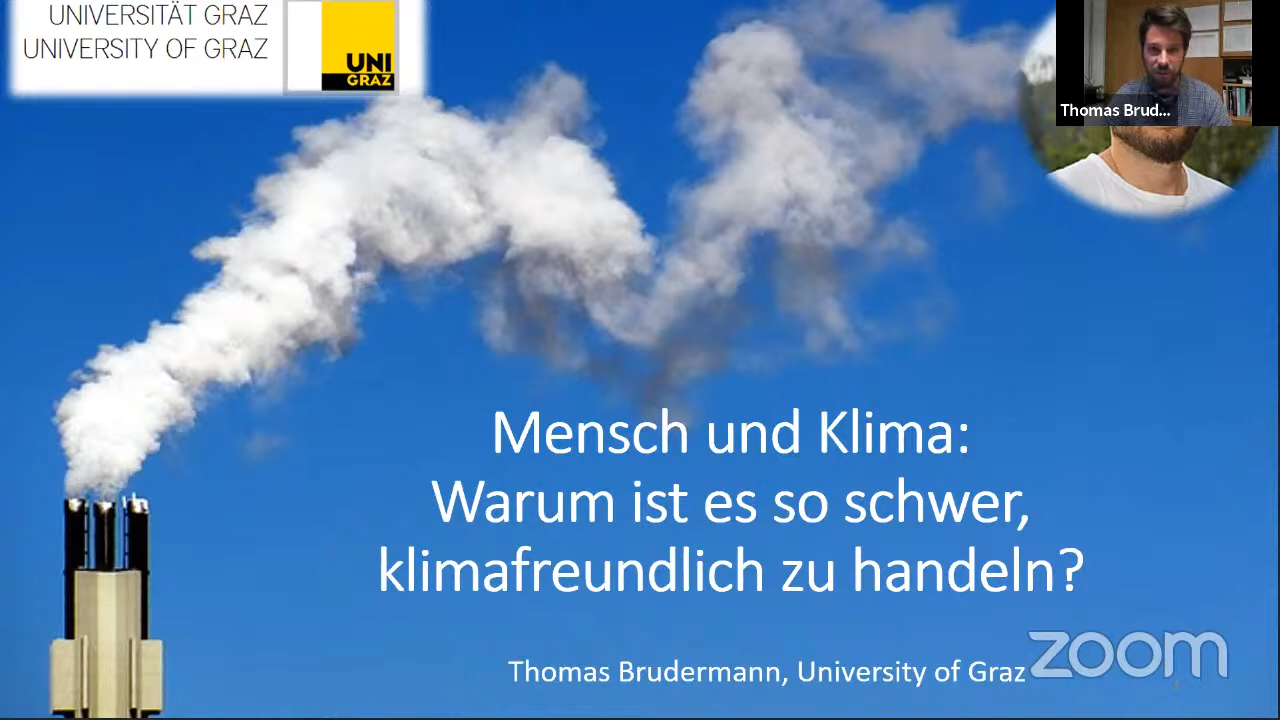 UNIVERSITÄT GRAZ
UNIVERSITY OF GRAZ
UNI
GRAZ
Thomas Brud...
Mensch und Klima:
Warum ist es so schwer,
klimafreundlich zu handeln?
Thomas Brudermann, University of Graz
zoom